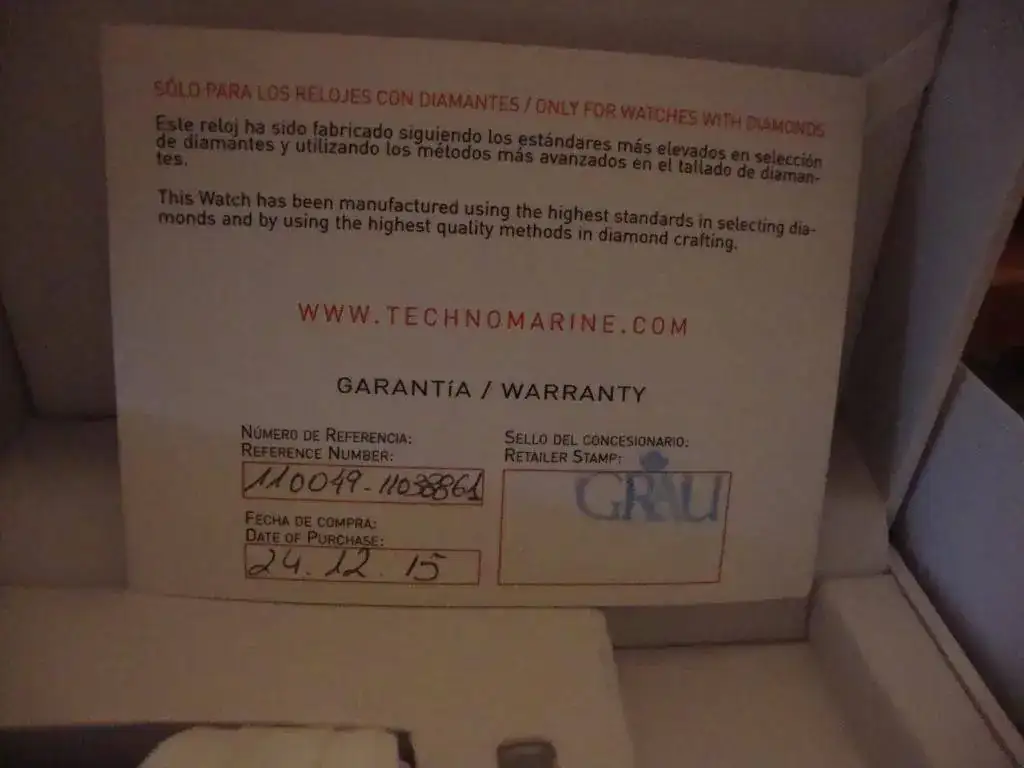 SÓLO PARA LOS RELOJES CON DIAMANTES / ONLY FOR WATCHES WITH DIAMONDS
Este reloj ha sido fabricado siguiendo los estándares más elevados en selección
de diamantes y utilizando los métodos más avanzados en el tallado de diaman-
tes.
This Watch has been manufactured using the highest standards in selecting dia-
monds and by using the highest quality methods in diamond crafting.
WWW.TECHNOMARINE.COM
GARANTíA / WARRANTY
NÚMERO DE REFERENCIA:
REFERENCE NUMBER:
110049-11038861
FECHA DE COMPRA:
DATE OF PURCHASE:
24.12.15
SELLO DEL CONCESIONARIO:
RETAILER STAMP:
GRAU